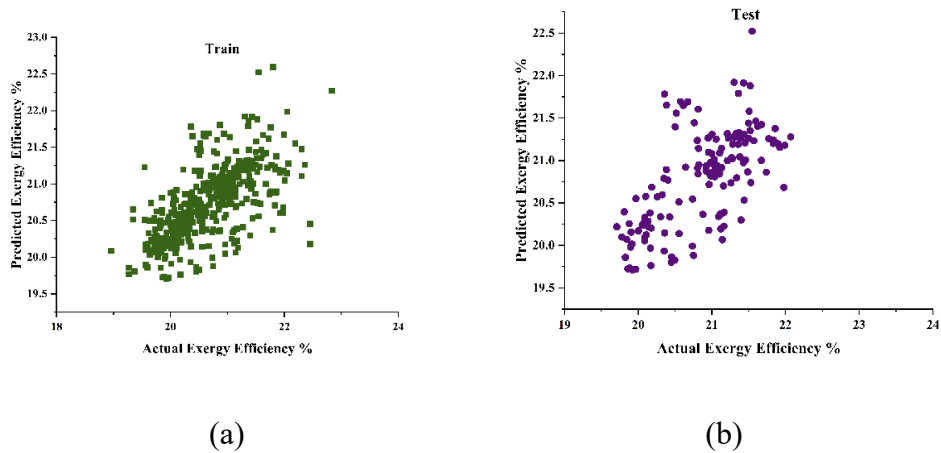 Train
Predicted Exergy Efficiency %
23.0
22.5
22.0
21.5
21.0
20.5
20.0
19.5
18 20 22 24
Actual Exergy Efficiency %
(a)
Test
Predicted Exergy Efficiency %
22.5
22.0
21.5
21.0
20.5
20.0
19.5
19 20 21 22 23 24
Actual Exergy Efficiency %
(b)